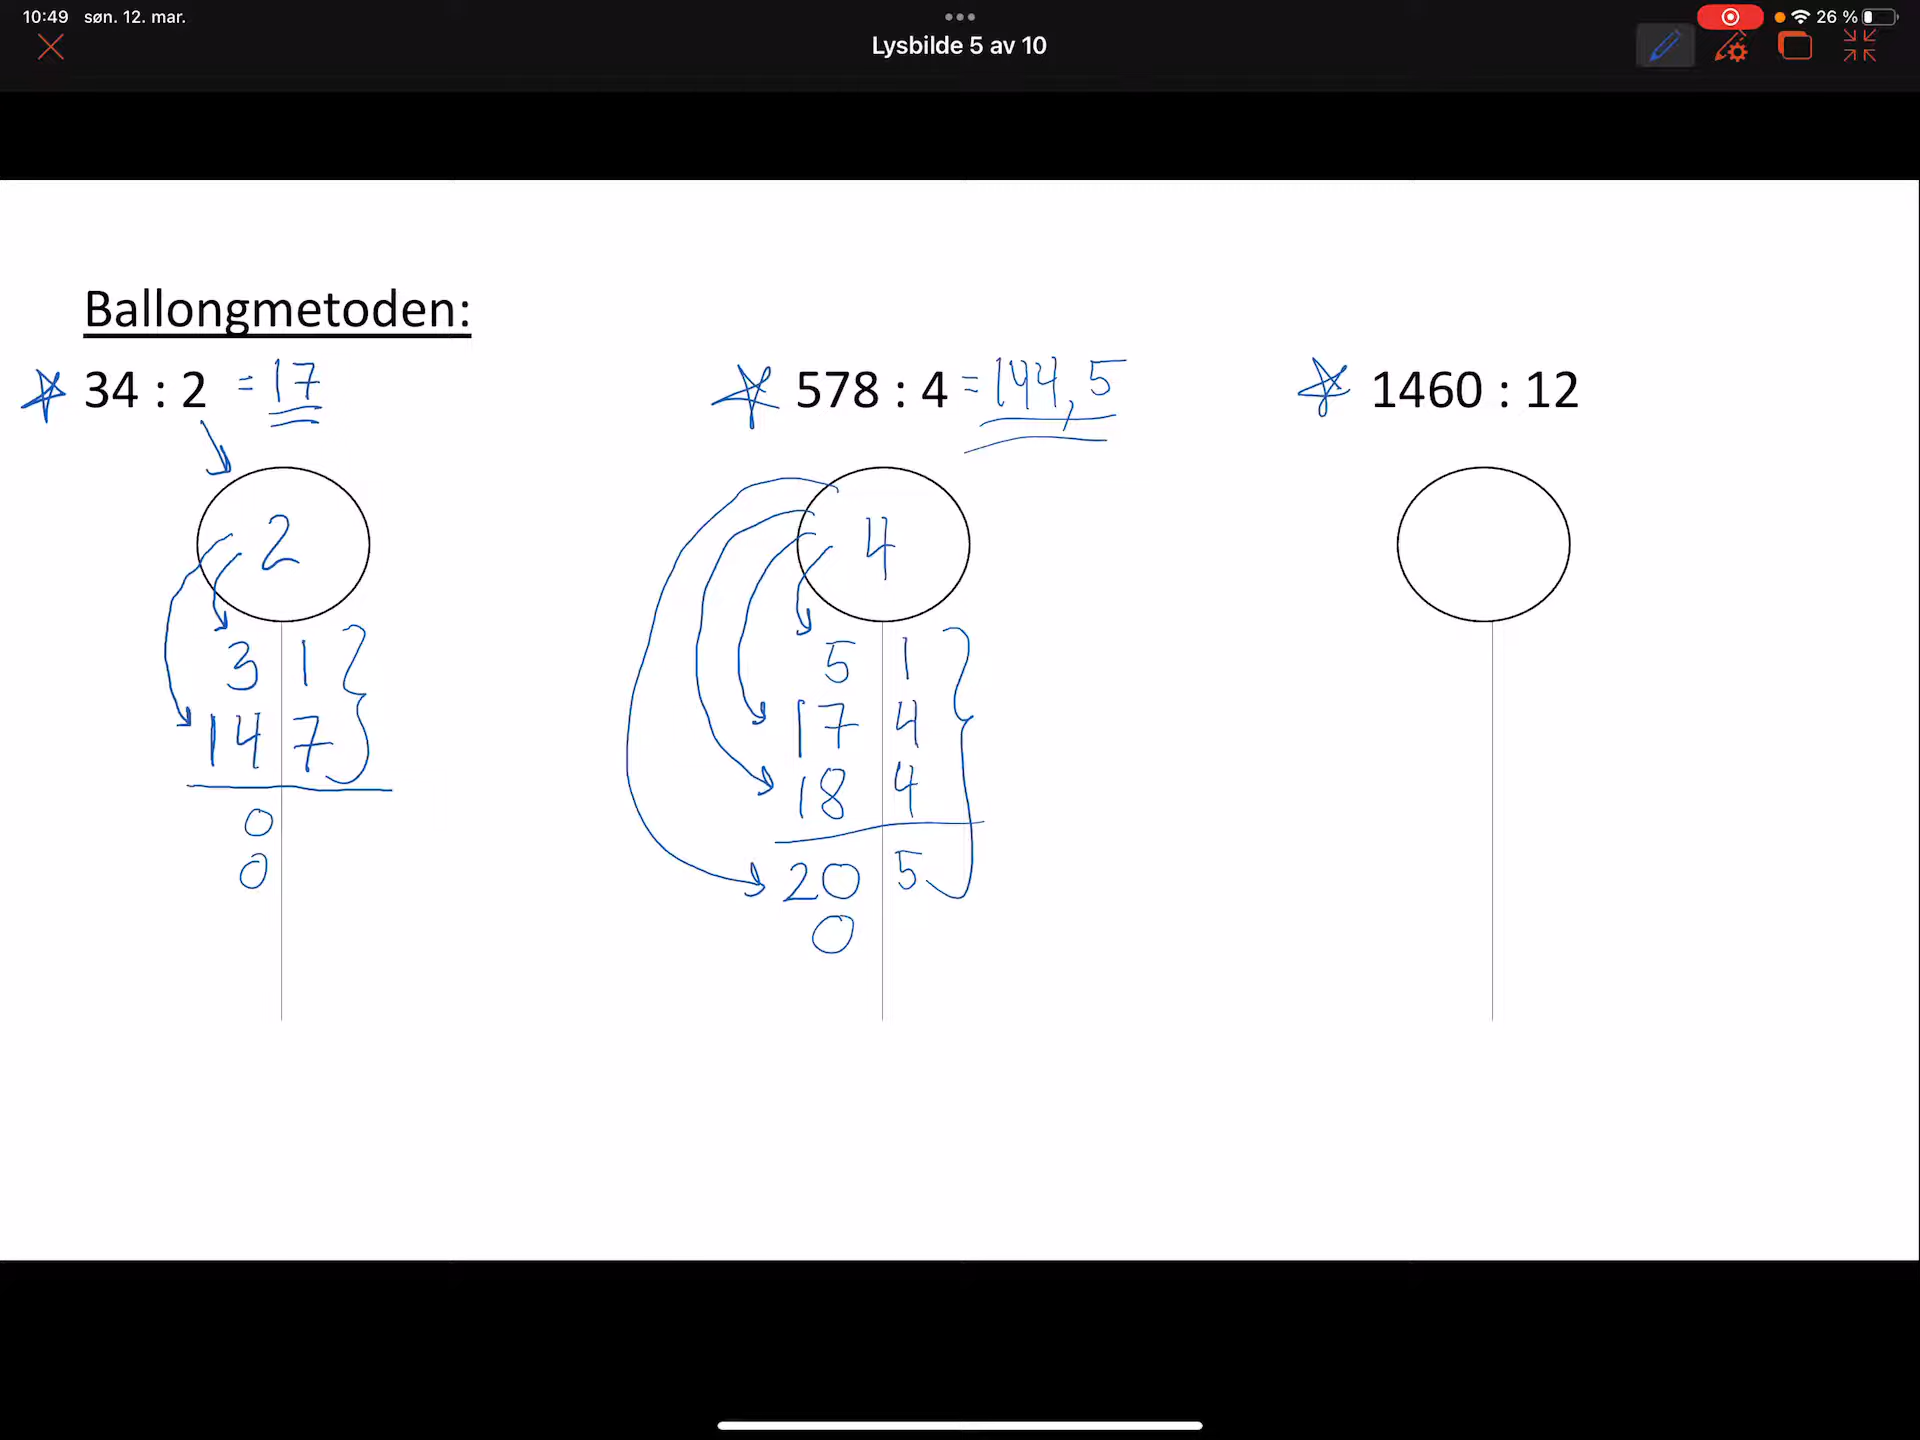 10:49 søn. 12. mar.
26 %
Lysbilde 5 av 10
Ballongmetoden:
34 : 2 = 17
2
3 1
14 7
0
0
578 : 4 = 144,5
4
5 1
17 4
18 4
20 5
0
1460 : 12